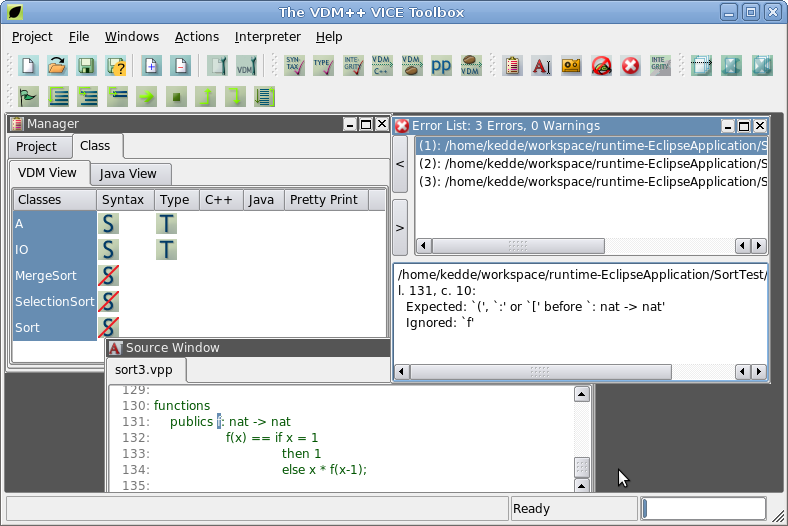 The VDM++ VICE Toolbox
Project File Windows Actions Interpreter Help
SYN-TAX TYPE INTE-GRITY VDM C++ VDM pp VDM INTE GRITY
VDM
Manager
Project Class
VDM View Java View
Classes Syntax Type C++ Java Pretty Print
A S T
IO S T
MergeSort S
SelectionSort S
Sort S
Error List: 3 Errors, 0 Warnings
<
>
(1): /home/kedde/workspace/runtime-EclipseApplication/S
(2): /home/kedde/workspace/runtime-EclipseApplication/S
(3): /home/kedde/workspace/runtime-EclipseApplication/S
/home/kedde/workspace/runtime-EclipseApplication/SortTest/
l. 131, c. 10:
Expected: `(', `:' or `[' before `: nat -> nat'
Ignored: `f'
Source Window
sort3.vpp
129:
130: functions
131: publics f: nat -> nat
132: f(x) == if x = 1
133: then 1
134: else x * f(x-1);
135:
Ready